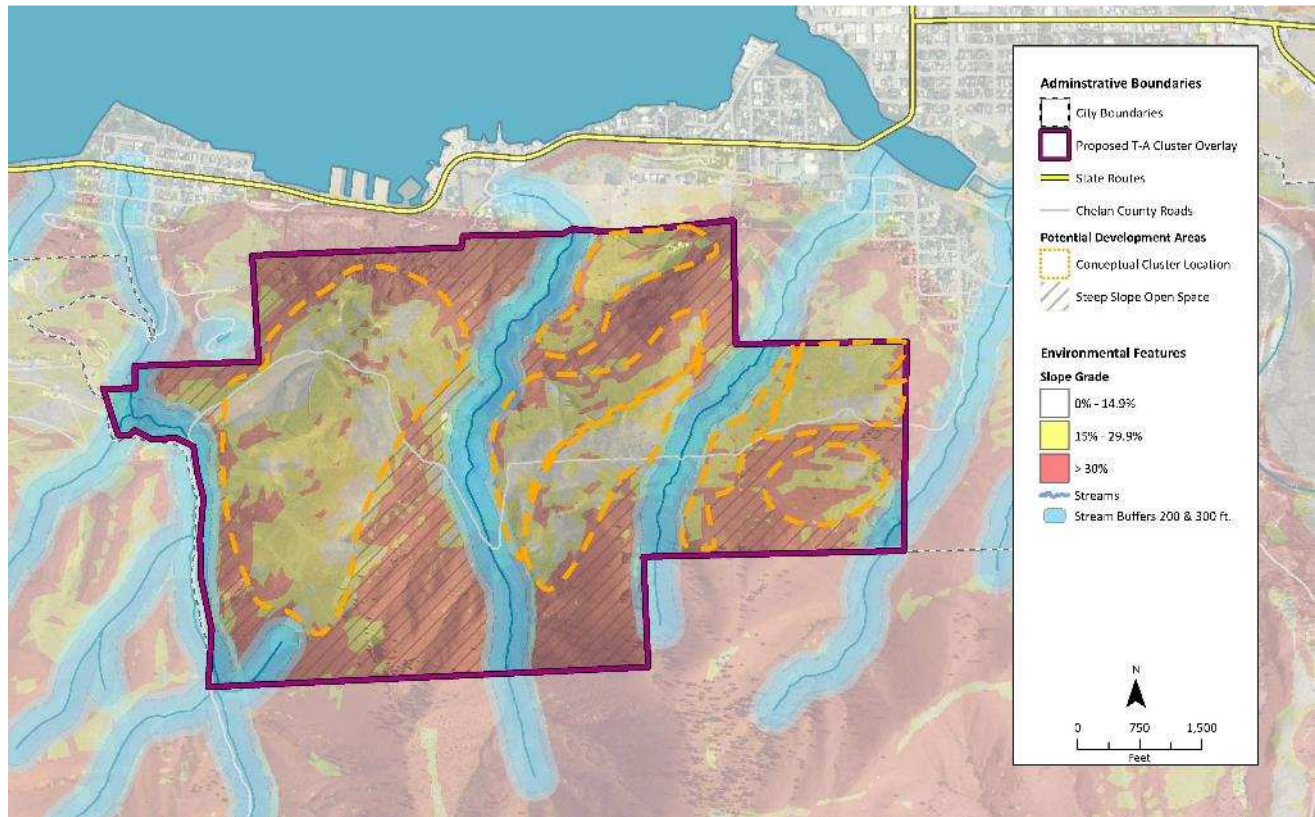 Adminstrative Boundaries
City Boundaries
Proposed T-A Cluster Overlay
State Routes
Chelan County Roads
Potential Development Areas
Conceptual Cluster Location
Steep Slope Open Space
Environmental Features
Slope Grade
0% - 14.9%
15% - 29.9%
> 30%
Streams
Stream Buffers 200 & 300 ft.
N
0 750 1,500
Feet